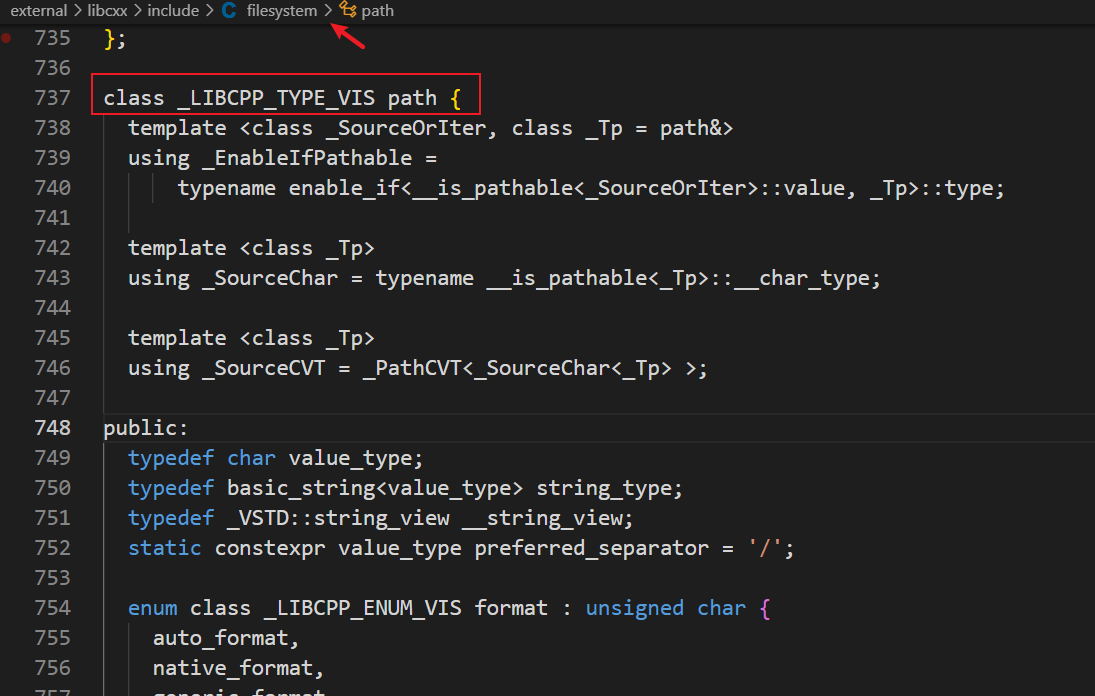 external > libcxx > include > C filesystem > path
735 };
736
737 class _LIBCPP_TYPE_VIS path {
738 template <class _SourceOrIter, class _Tp = path&>
739 using _EnableIfPathable =
740 typename enable_if<__is_pathable<_SourceOrIter>::value, _Tp>::type;
741
742 template <class _Tp>
743 using _SourceChar = typename __is_pathable<_Tp>::__char_type;
744
745 template <class _Tp>
746 using _SourceCVT = _PathCVT<_SourceChar<_Tp> >;
747
748 public:
749 typedef char value_type;
750 typedef basic_string<value_type> string_type;
751 typedef _VSTD::string_view __string_view;
752 static constexpr value_type preferred_separator = '/';
753
754 enum class _LIBCPP_ENUM_VIS format : unsigned char {
755 auto_format,
756 native_format,
757 generic_format